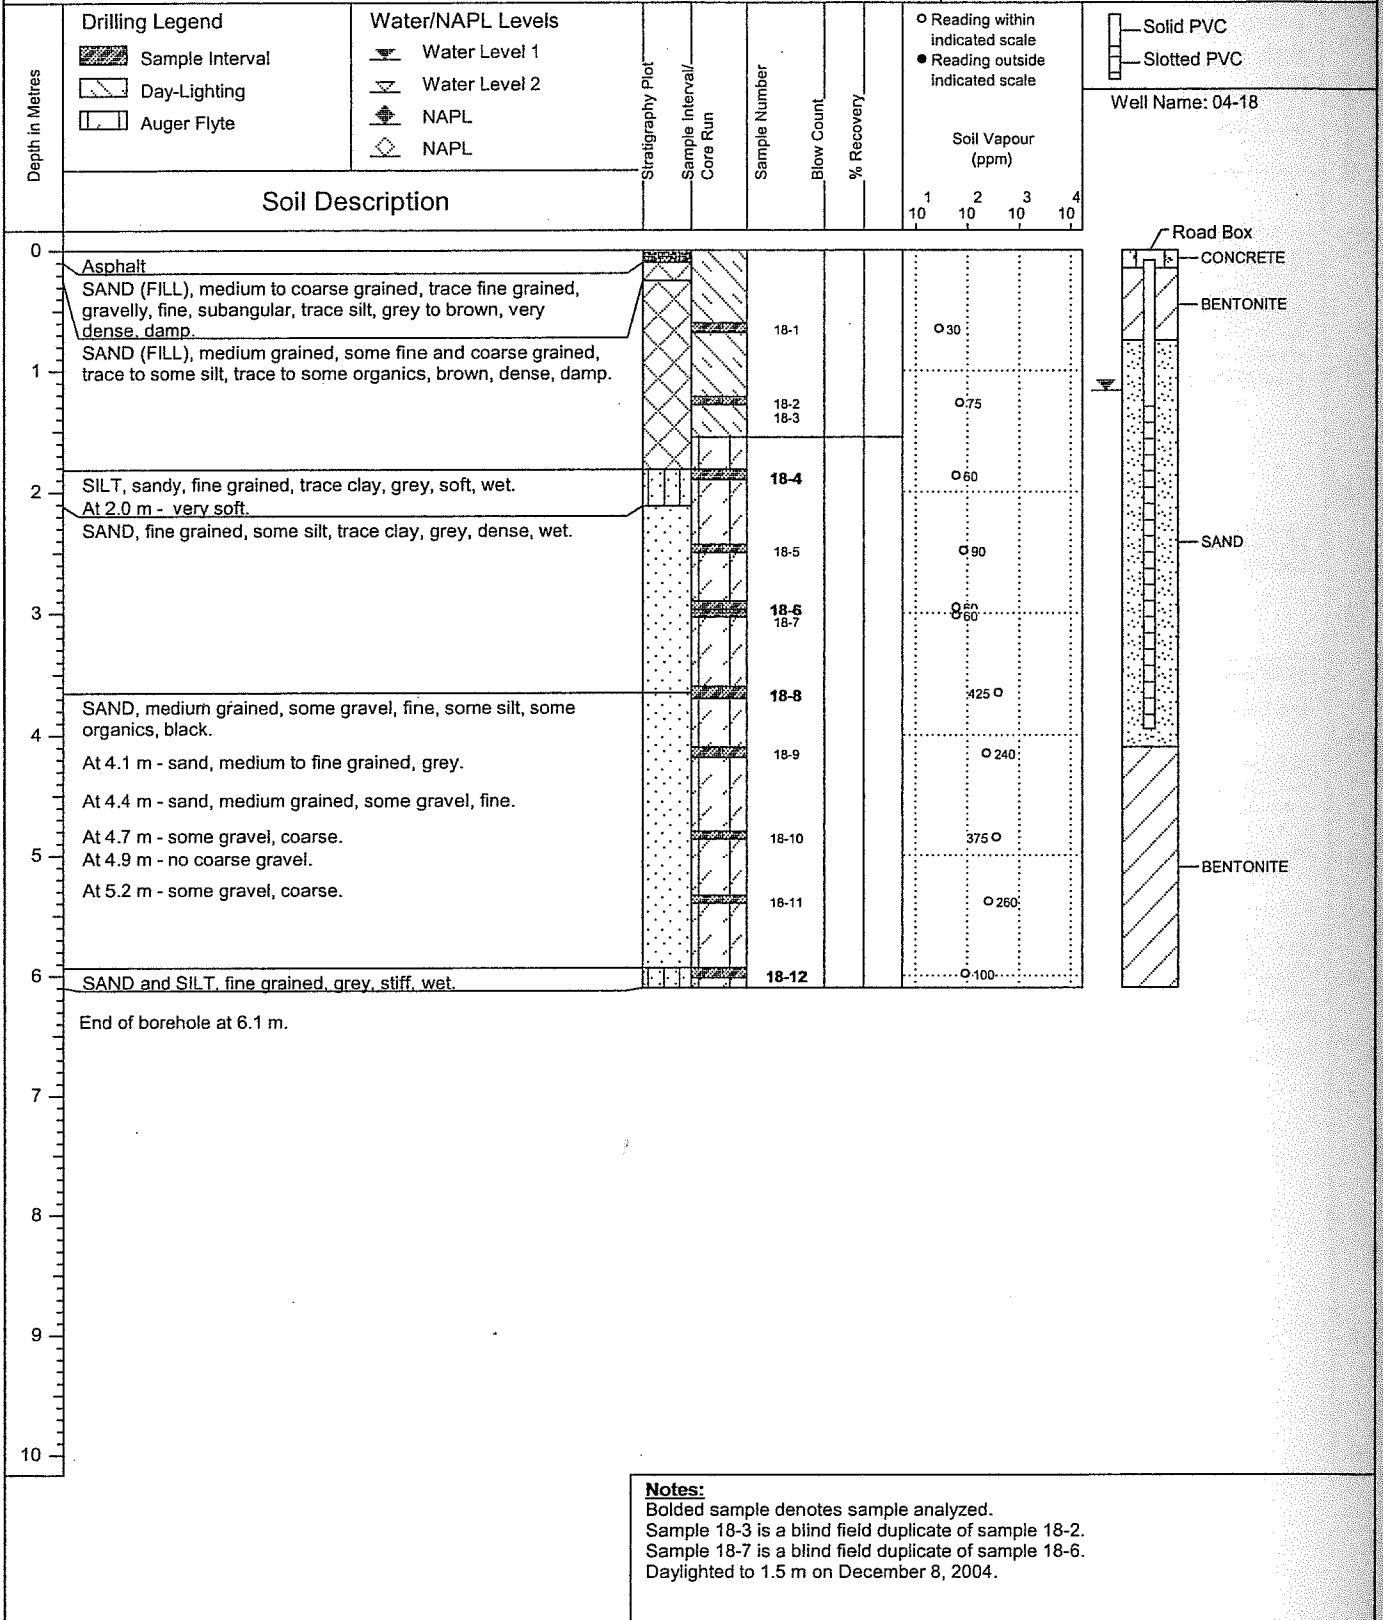 Drilling Legend
Sample Interval
Day-Lighting
Auger Flyte
Water/NAPL Levels
Water Level 1
Water Level 2
NAPL
NAPL
Depth in Metres
Soil Description
Stratigraphy Plot
Sample Interval/
Core Run
Sample Number
Blow Count
% Recovery
Reading within
indicated scale
Reading outside
indicated scale
Soil Vapour
(ppm)
10^1 10^2 10^3 10^4
Solid PVC
Slotted PVC
Well Name: 04-18
0
Asphalt
SAND (FILL), medium to coarse grained, trace fine grained,
gravelly, fine, subangular, trace silt, grey to brown, very
dense, damp.
18-1
30
SAND (FILL), medium grained, some fine and coarse grained,
1
trace to some silt, trace to some organics, brown, dense, damp.
18-2
75
18-3
18-4
60
SILT, sandy, fine grained, trace clay, grey, soft, wet.
2
At 2.0 m - very soft.
SAND, fine grained, some silt, trace clay, grey, dense, wet.
18-5
90
3
18-6
60
18-7
60
18-8
425
SAND, medium grained, some gravel, fine, some silt, some
organics, black.
4
18-9
240
At 4.1 m - sand, medium to fine grained, grey.
At 4.4 m - sand, medium grained, some gravel, fine.
At 4.7 m - some gravel, coarse.
18-10
375
5
At 4.9 m - no coarse gravel.
At 5.2 m - some gravel, coarse.
18-11
260
6
18-12
100
SAND and SILT, fine grained, grey, stiff, wet.
End of borehole at 6.1 m.
7
8
9
10
Road Box
CONCRETE
BENTONITE
SAND
BENTONITE
Notes:
Bolded sample denotes sample analyzed.
Sample 18-3 is a blind field duplicate of sample 18-2.
Sample 18-7 is a blind field duplicate of sample 18-6.
Daylighted to 1.5 m on December 8, 2004.